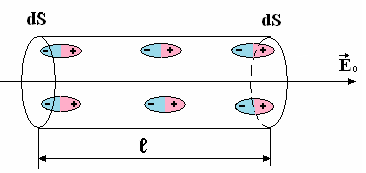 dS dS
- + - + - +
E₀
- + - + - +
ℓ